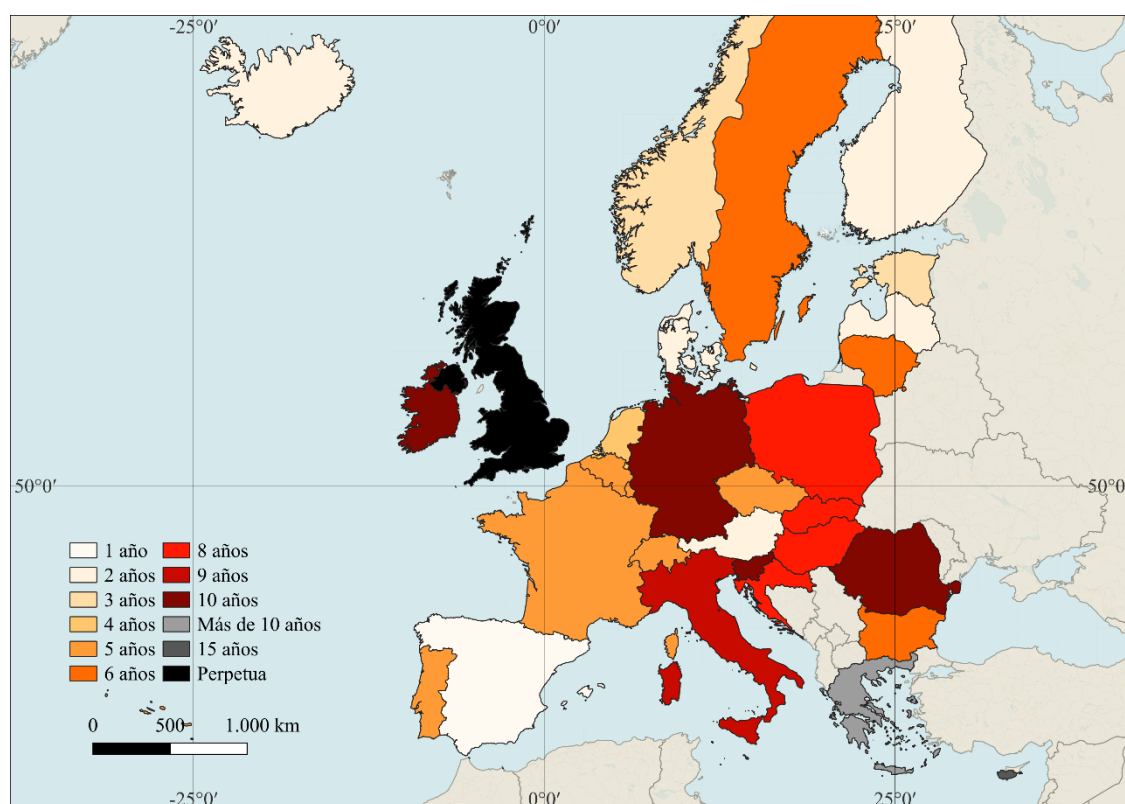 -25°0′ 0°0′ 25°0′
50°0′ 50°0′
1 año
2 años
3 años
4 años
5 años
6 años
8 años
9 años
10 años
Más de 10 años
15 años
Perpetua
0 500 1.000 km
-25°0′ 0°0′ 25°0′